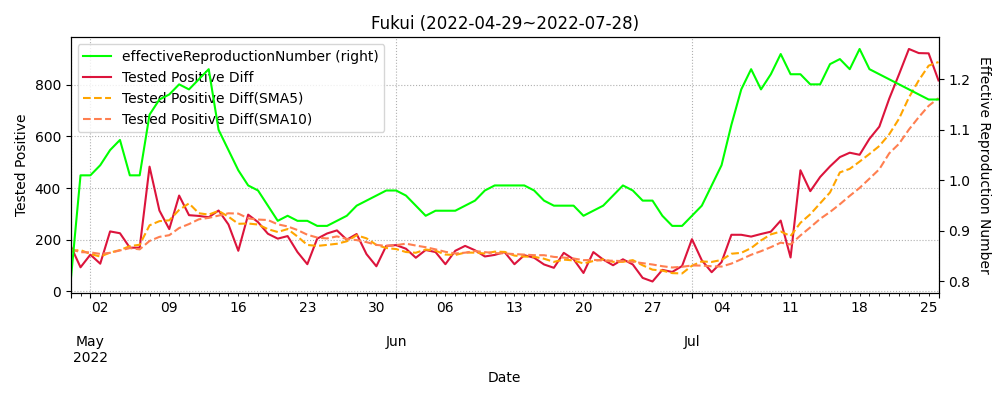 Fukui (2022-04-29~2022-07-28)
effectiveReproductionNumber (right)
Tested Positive Diff
Tested Positive Diff(SMA5)
Tested Positive Diff(SMA10)
Tested Positive
800
600
400
200
0
Effective Reproduction Number
1.2
1.1
1.0
0.9
0.8
02 09 16 23 30 06 13 20 27 04 11 18 25
May Jun Jul
2022
Date